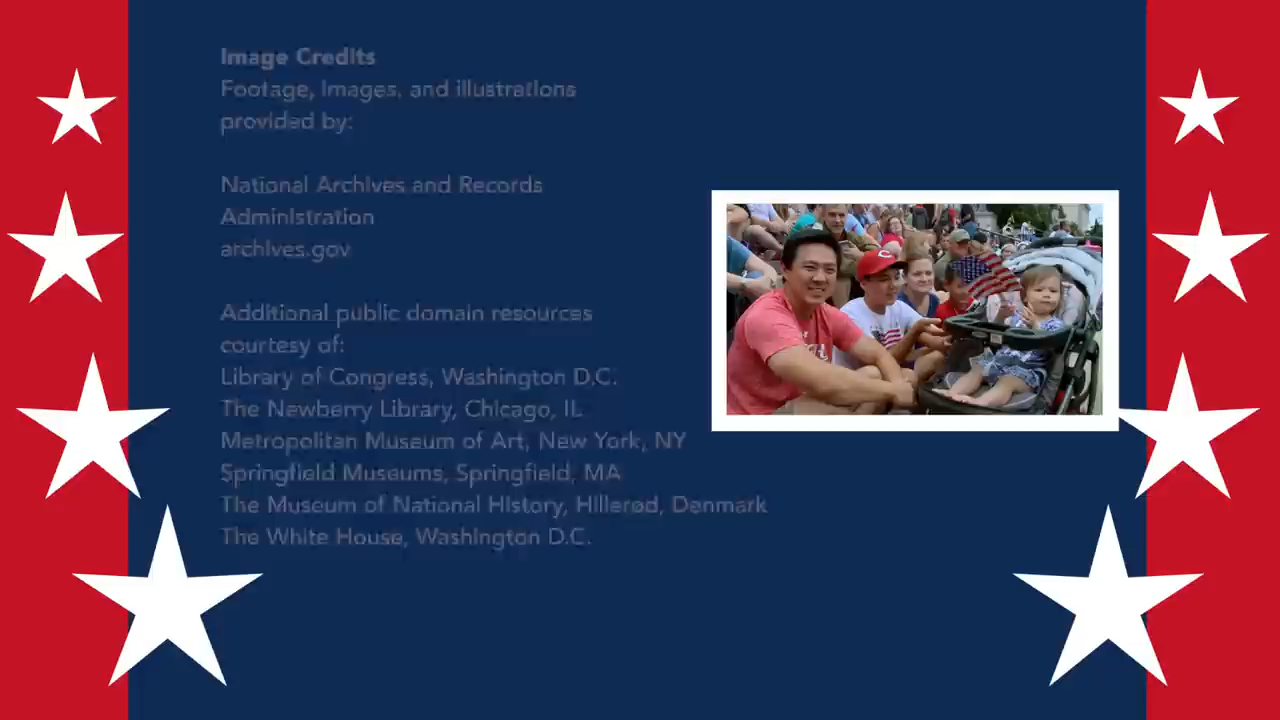 Image Credits
Footage, images, and illustrations
provided by:
National Archives and Records
Administration
archives.gov
Additional public domain resources
courtesy of:
Library of Congress, Washington D.C.
The Newberry Library, Chicago, IL
Metropolitan Museum of Art, New York, NY
Springfield Museums, Springfield, MA
The Museum of National History, Hillerød, Denmark
The White House, Washington D.C.
C